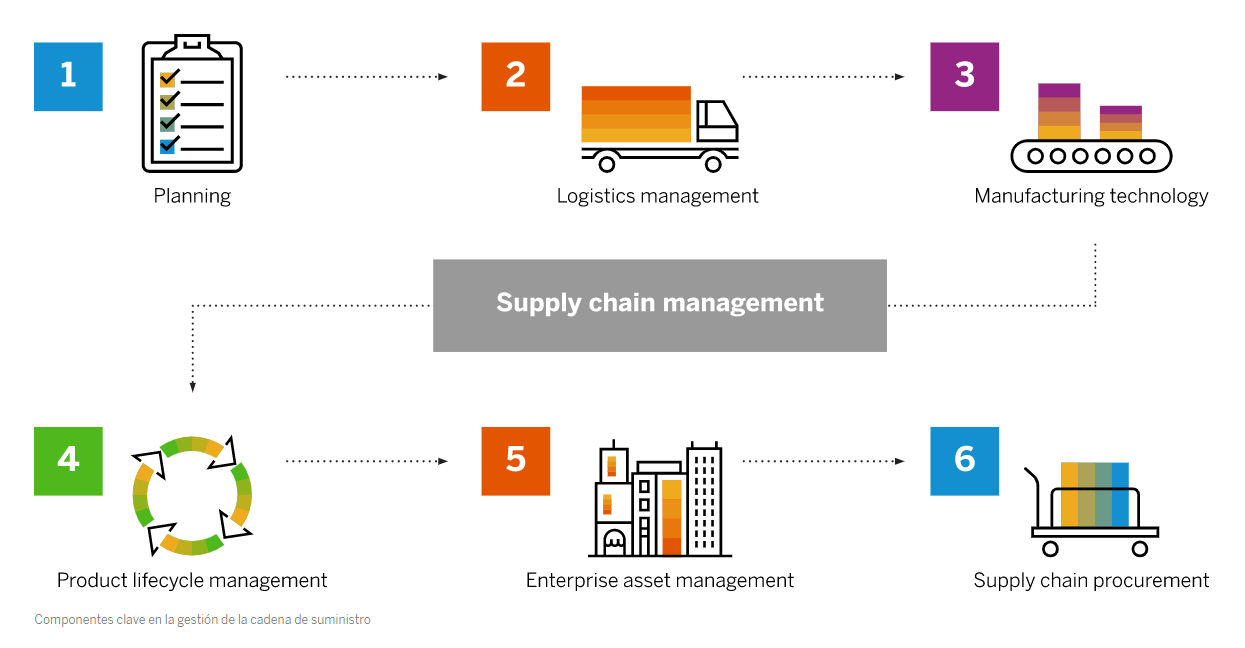 1
2
3
Planning
Logistics management
Manufacturing technology
Supply chain management
4
5
6
Product lifecycle management
Enterprise asset management
Supply chain procurement
Componentes clave en la gestión de la cadena de suministro